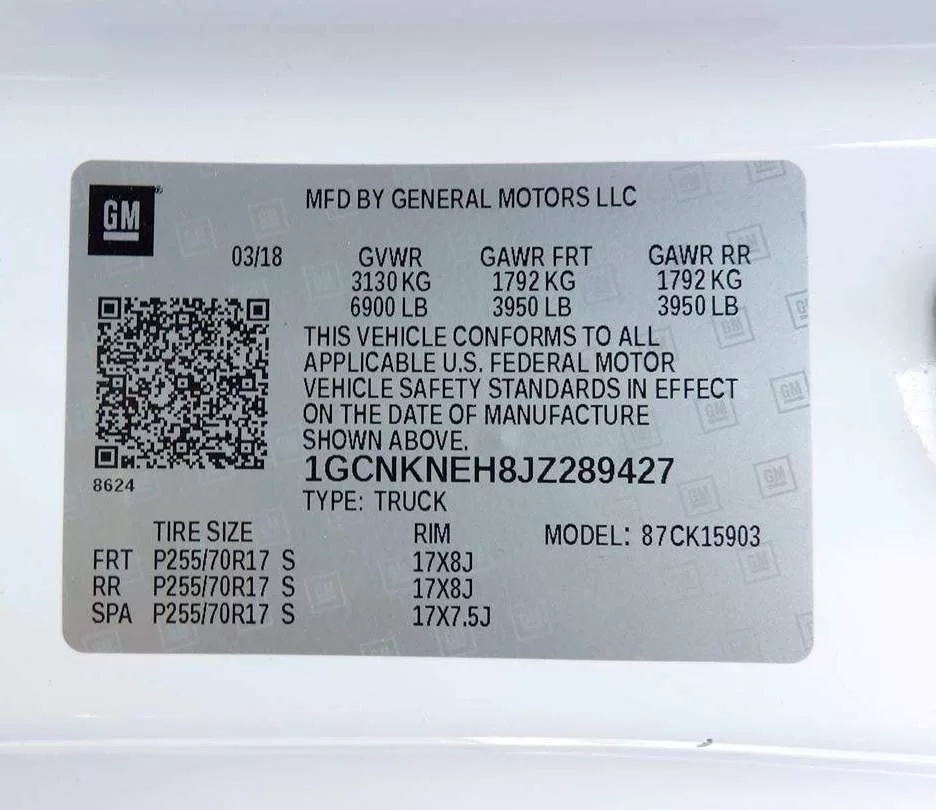 GM
MFD BY GENERAL MOTORS LLC
03/18 GVWR GAWR FRT GAWR RR
3130 KG 1792 KG 1792 KG
6900 LB 3950 LB 3950 LB
THIS VEHICLE CONFORMS TO ALL
APPLICABLE U.S. FEDERAL MOTOR
VEHICLE SAFETY STANDARDS IN EFFECT
ON THE DATE OF MANUFACTURE
SHOWN ABOVE.
8624
1GCNKNEH8JZ289427
TYPE: TRUCK
TIRE SIZE RIM MODEL: 87CK15903
FRT P255/70R17 S 17X8J
RR P255/70R17 S 17X8J
SPA P255/70R17 S 17X7.5J